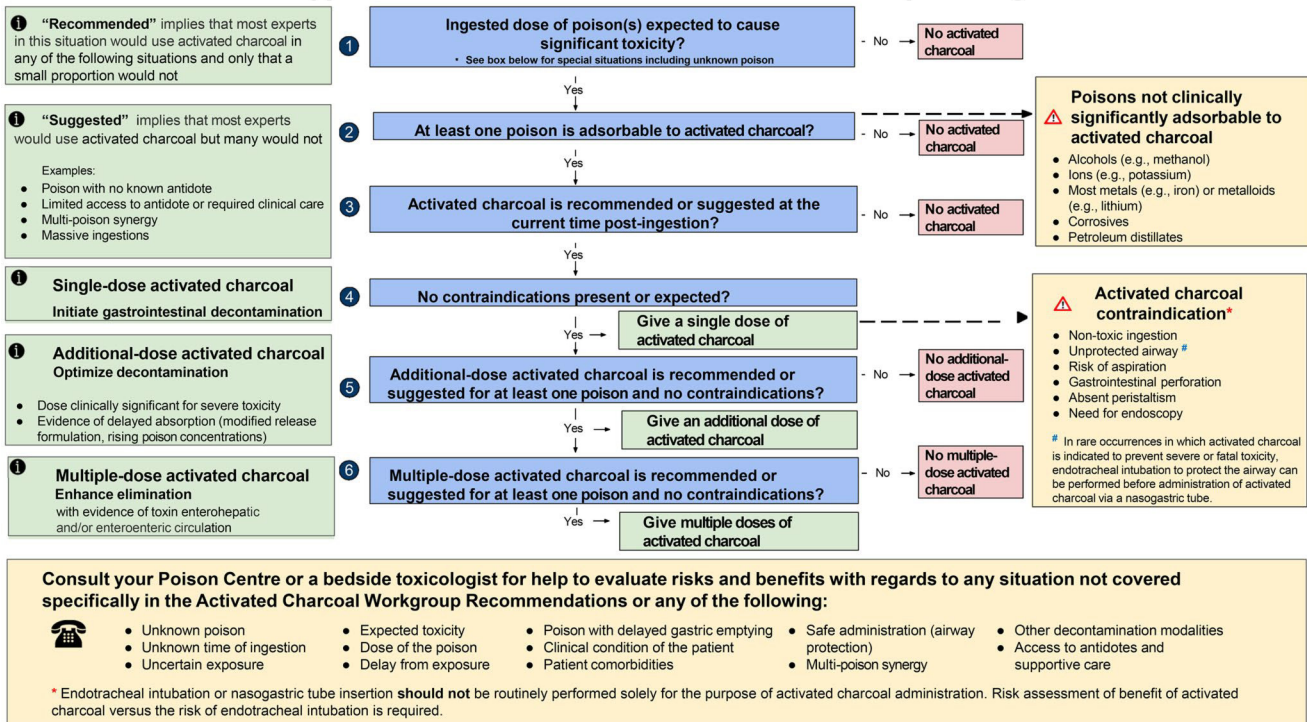 "Recommended" implies that most experts
in this situation would use activated charcoal in
any of the following situations and only that a
small proportion would not
1
Ingested dose of poison(s) expected to cause
significant toxicity?
• See box below for special situations including unknown poison
No
No activated
charcoal
Yes
"Suggested" implies that most experts
would use activated charcoal but many would not
Examples:
● Poison with no known antidote
● Limited access to antidote or required clinical care
● Multi-poison synergy
● Massive ingestions
2
At least one poison is adsorbable to activated charcoal?
No
No activated
charcoal
Yes
Poisons not clinically
significantly adsorbable to
activated charcoal
● Alcohols (e.g., methanol)
● Ions (e.g., potassium)
● Most metals (e.g., iron) or metalloids
(e.g., lithium)
● Corrosives
● Petroleum distillates
3
Activated charcoal is recommended or suggested at the
current time post-ingestion?
No
No activated
charcoal
Yes
Single-dose activated charcoal
Initiate gastrointestinal decontamination
4
No contraindications present or expected?
Yes
Give a single dose of
activated charcoal
Activated charcoal
contraindication*
● Non-toxic ingestion
● Unprotected airway #
● Risk of aspiration
● Gastrointestinal perforation
● Absent peristaltism
● Need for endoscopy
# In rare occurrences in which activated charcoal
is indicated to prevent severe or fatal toxicity,
endotracheal intubation to protect the airway can
be performed before administration of activated
charcoal via a nasogastric tube.
Additional-dose activated charcoal
Optimize decontamination
● Dose clinically significant for severe toxicity
● Evidence of delayed absorption (modified release
formulation, rising poison concentrations)
5
Additional-dose activated charcoal is recommended or
suggested for at least one poison and no contraindications?
No
No additional-
dose activated
charcoal
Yes
Give an additional dose of
activated charcoal
Multiple-dose activated charcoal
Enhance elimination
with evidence of toxin enterohepatic
and/or enteroenteric circulation
6
Multiple-dose activated charcoal is recommended or
suggested for at least one poison and no contraindications?
No
No multiple-
dose activated
charcoal
Yes
Give multiple doses of
activated charcoal
Consult your Poison Centre or a bedside toxicologist for help to evaluate risks and benefits with regards to any situation not covered
specifically in the Activated Charcoal Workgroup Recommendations or any of the following:
● Unknown poison
● Unknown time of ingestion
● Uncertain exposure
● Expected toxicity
● Dose of the poison
● Delay from exposure
● Poison with delayed gastric emptying
● Clinical condition of the patient
● Patient comorbidities
● Safe administration (airway
protection)
● Multi-poison synergy
● Other decontamination modalities
● Access to antidotes and
supportive care
* Endotracheal intubation or nasogastric tube insertion should not be routinely performed solely for the purpose of activated charcoal administration. Risk assessment of benefit of activated
charcoal versus the risk of endotracheal intubation is required.